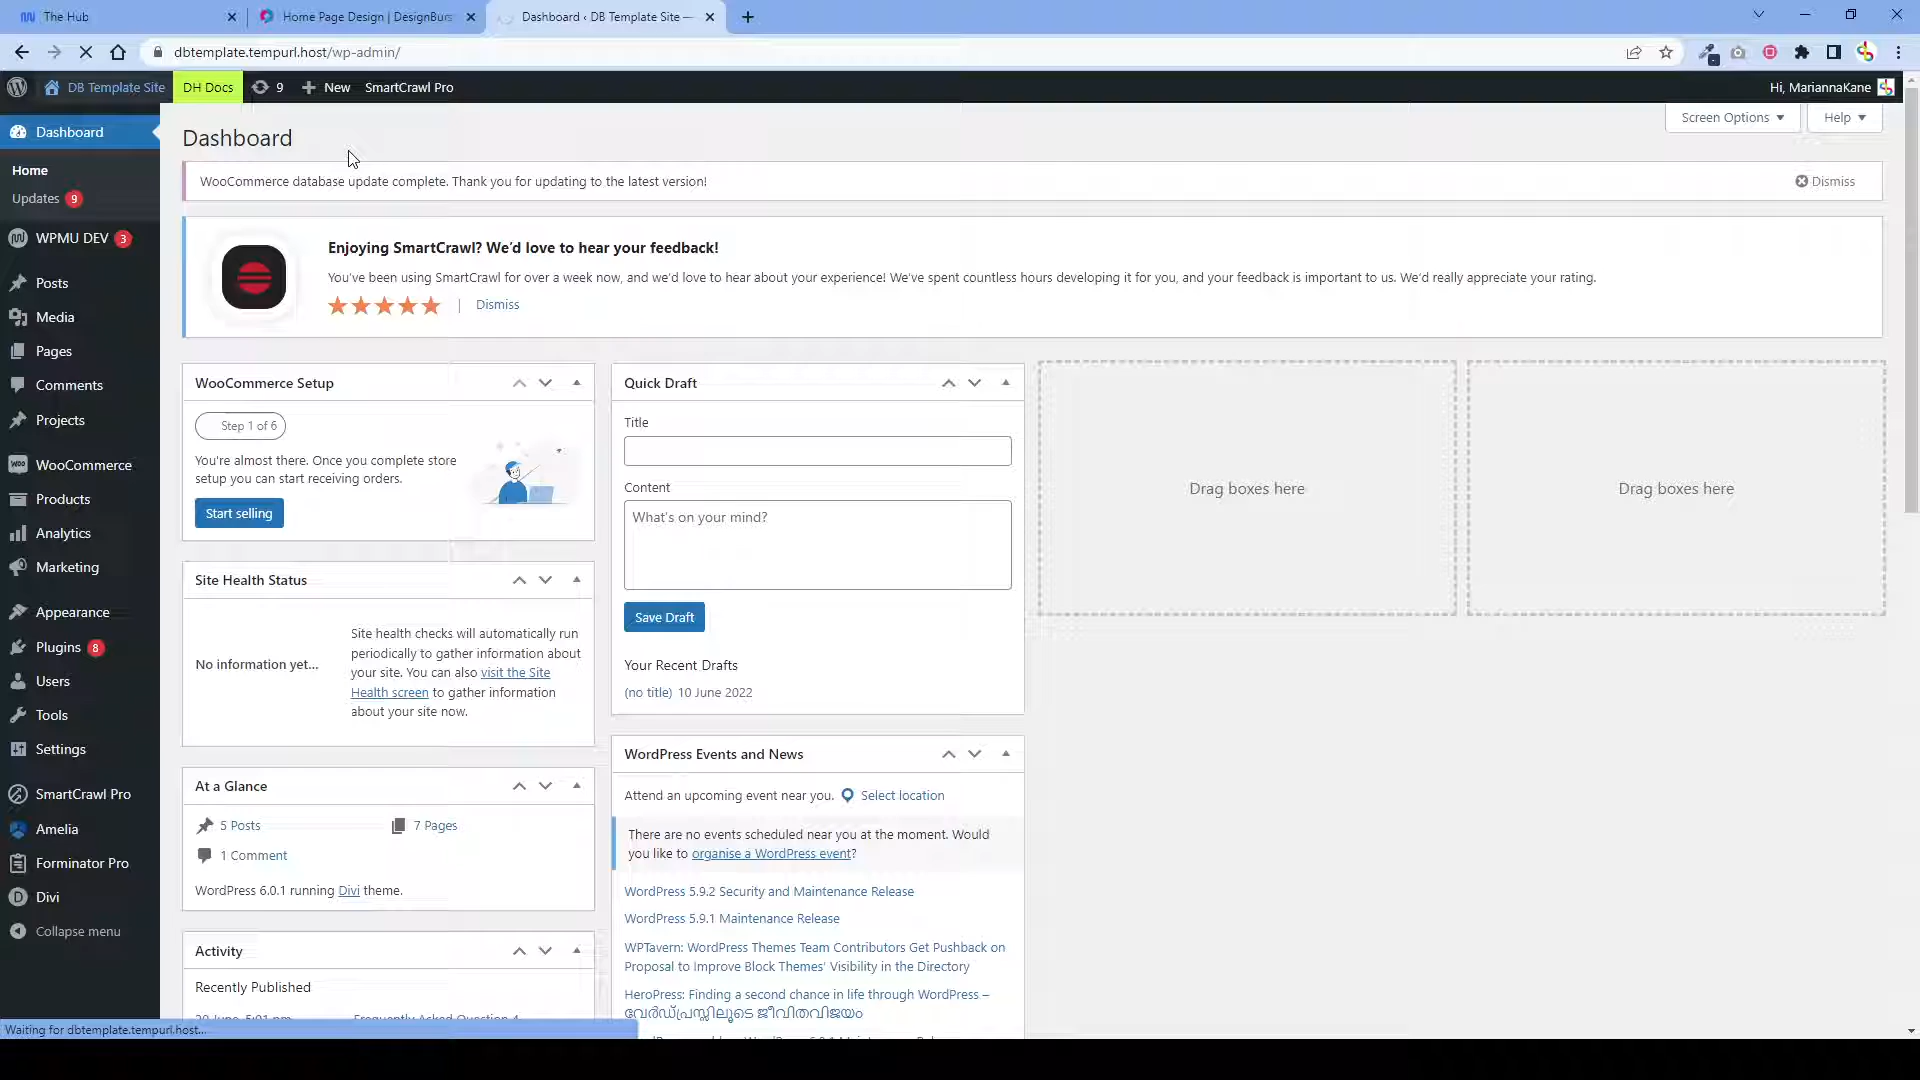 The Hub
Home Page Design | DesignBurs
Dashboard ‹ DB Template Site —
dbtemplate.tempurl.host/wp-admin/
DB Template Site
DH Docs
9
New
SmartCrawl Pro
Hi, MariannaKane
Dashboard
Home
Updates 9
WPMU DEV 3
Posts
Media
Pages
Comments
Projects
WooCommerce
Products
Analytics
Marketing
Appearance
Plugins 8
Users
Tools
Settings
SmartCrawl Pro
Amelia
Forminator Pro
Divi
Collapse menu
Waiting for dbtemplate.tempurl.host...
Screen Options
Help
Dashboard
WooCommerce database update complete. Thank you for updating to the latest version!
Dismiss
Enjoying SmartCrawl? We'd love to hear your feedback!
You've been using SmartCrawl for over a week now, and we'd love to hear about your experience! We've spent countless hours developing it for you, and your feedback is important to us. We'd really appreciate your rating.
Dismiss
WooCommerce Setup
Step 1 of 6
You're almost there. Once you complete store
setup you can start receiving orders.
Start selling
Site Health Status
No information yet...
Site health checks will automatically run
periodically to gather information about
your site. You can also visit the Site
Health screen to gather information
about your site now.
At a Glance
5 Posts
7 Pages
1 Comment
WordPress 6.0.1 running Divi theme.
Activity
Recently Published
20 June, 5:01 pm
Frequently Asked Question 4
Quick Draft
Title
Content
What's on your mind?
Save Draft
Your Recent Drafts
(no title) 10 June 2022
WordPress Events and News
Attend an upcoming event near you.
Select location
There are no events scheduled near you at the moment. Would
you like to organise a WordPress event?
WordPress 5.9.2 Security and Maintenance Release
WordPress 5.9.1 Maintenance Release
WPTavern: WordPress Themes Team Contributors Get Pushback on
Proposal to Improve Block Themes' Visibility in the Directory
HeroPress: Finding a second chance in life through WordPress –
വേർഡ്പ്രസ്സിലൂടെ ജീവിതവിജയം
Drag boxes here
Drag boxes here